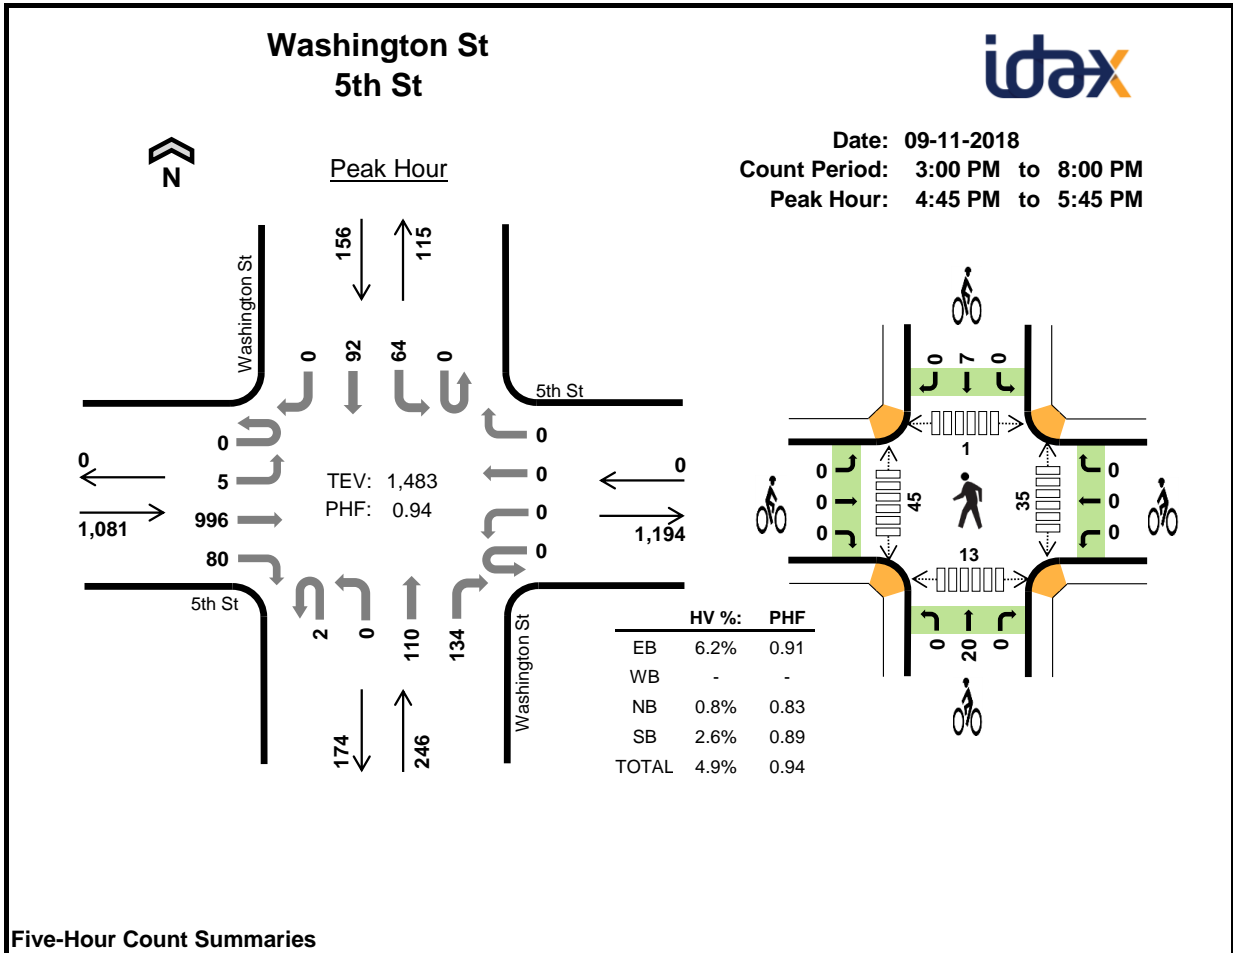 Washington St
5th St
idax
Date: 09-11-2018
Count Period: 3:00 PM to 8:00 PM
Peak Hour: 4:45 PM to 5:45 PM
N
Peak Hour
156
115
Washington St
0
92
64
0
5th St
0
5
996
80
0
1,081
TEV: 1,483
PHF: 0.94
0
0
0
0
0
1,194
5th St
2
0
110
134
Washington St
174
246
HV %: PHF
EB 6.2% 0.91
WB - -
NB 0.8% 0.83
SB 2.6% 0.89
TOTAL 4.9% 0.94
0 7 0
1
0
0
0
45
35
0
0
0
13
0 20 0
Five-Hour Count Summaries